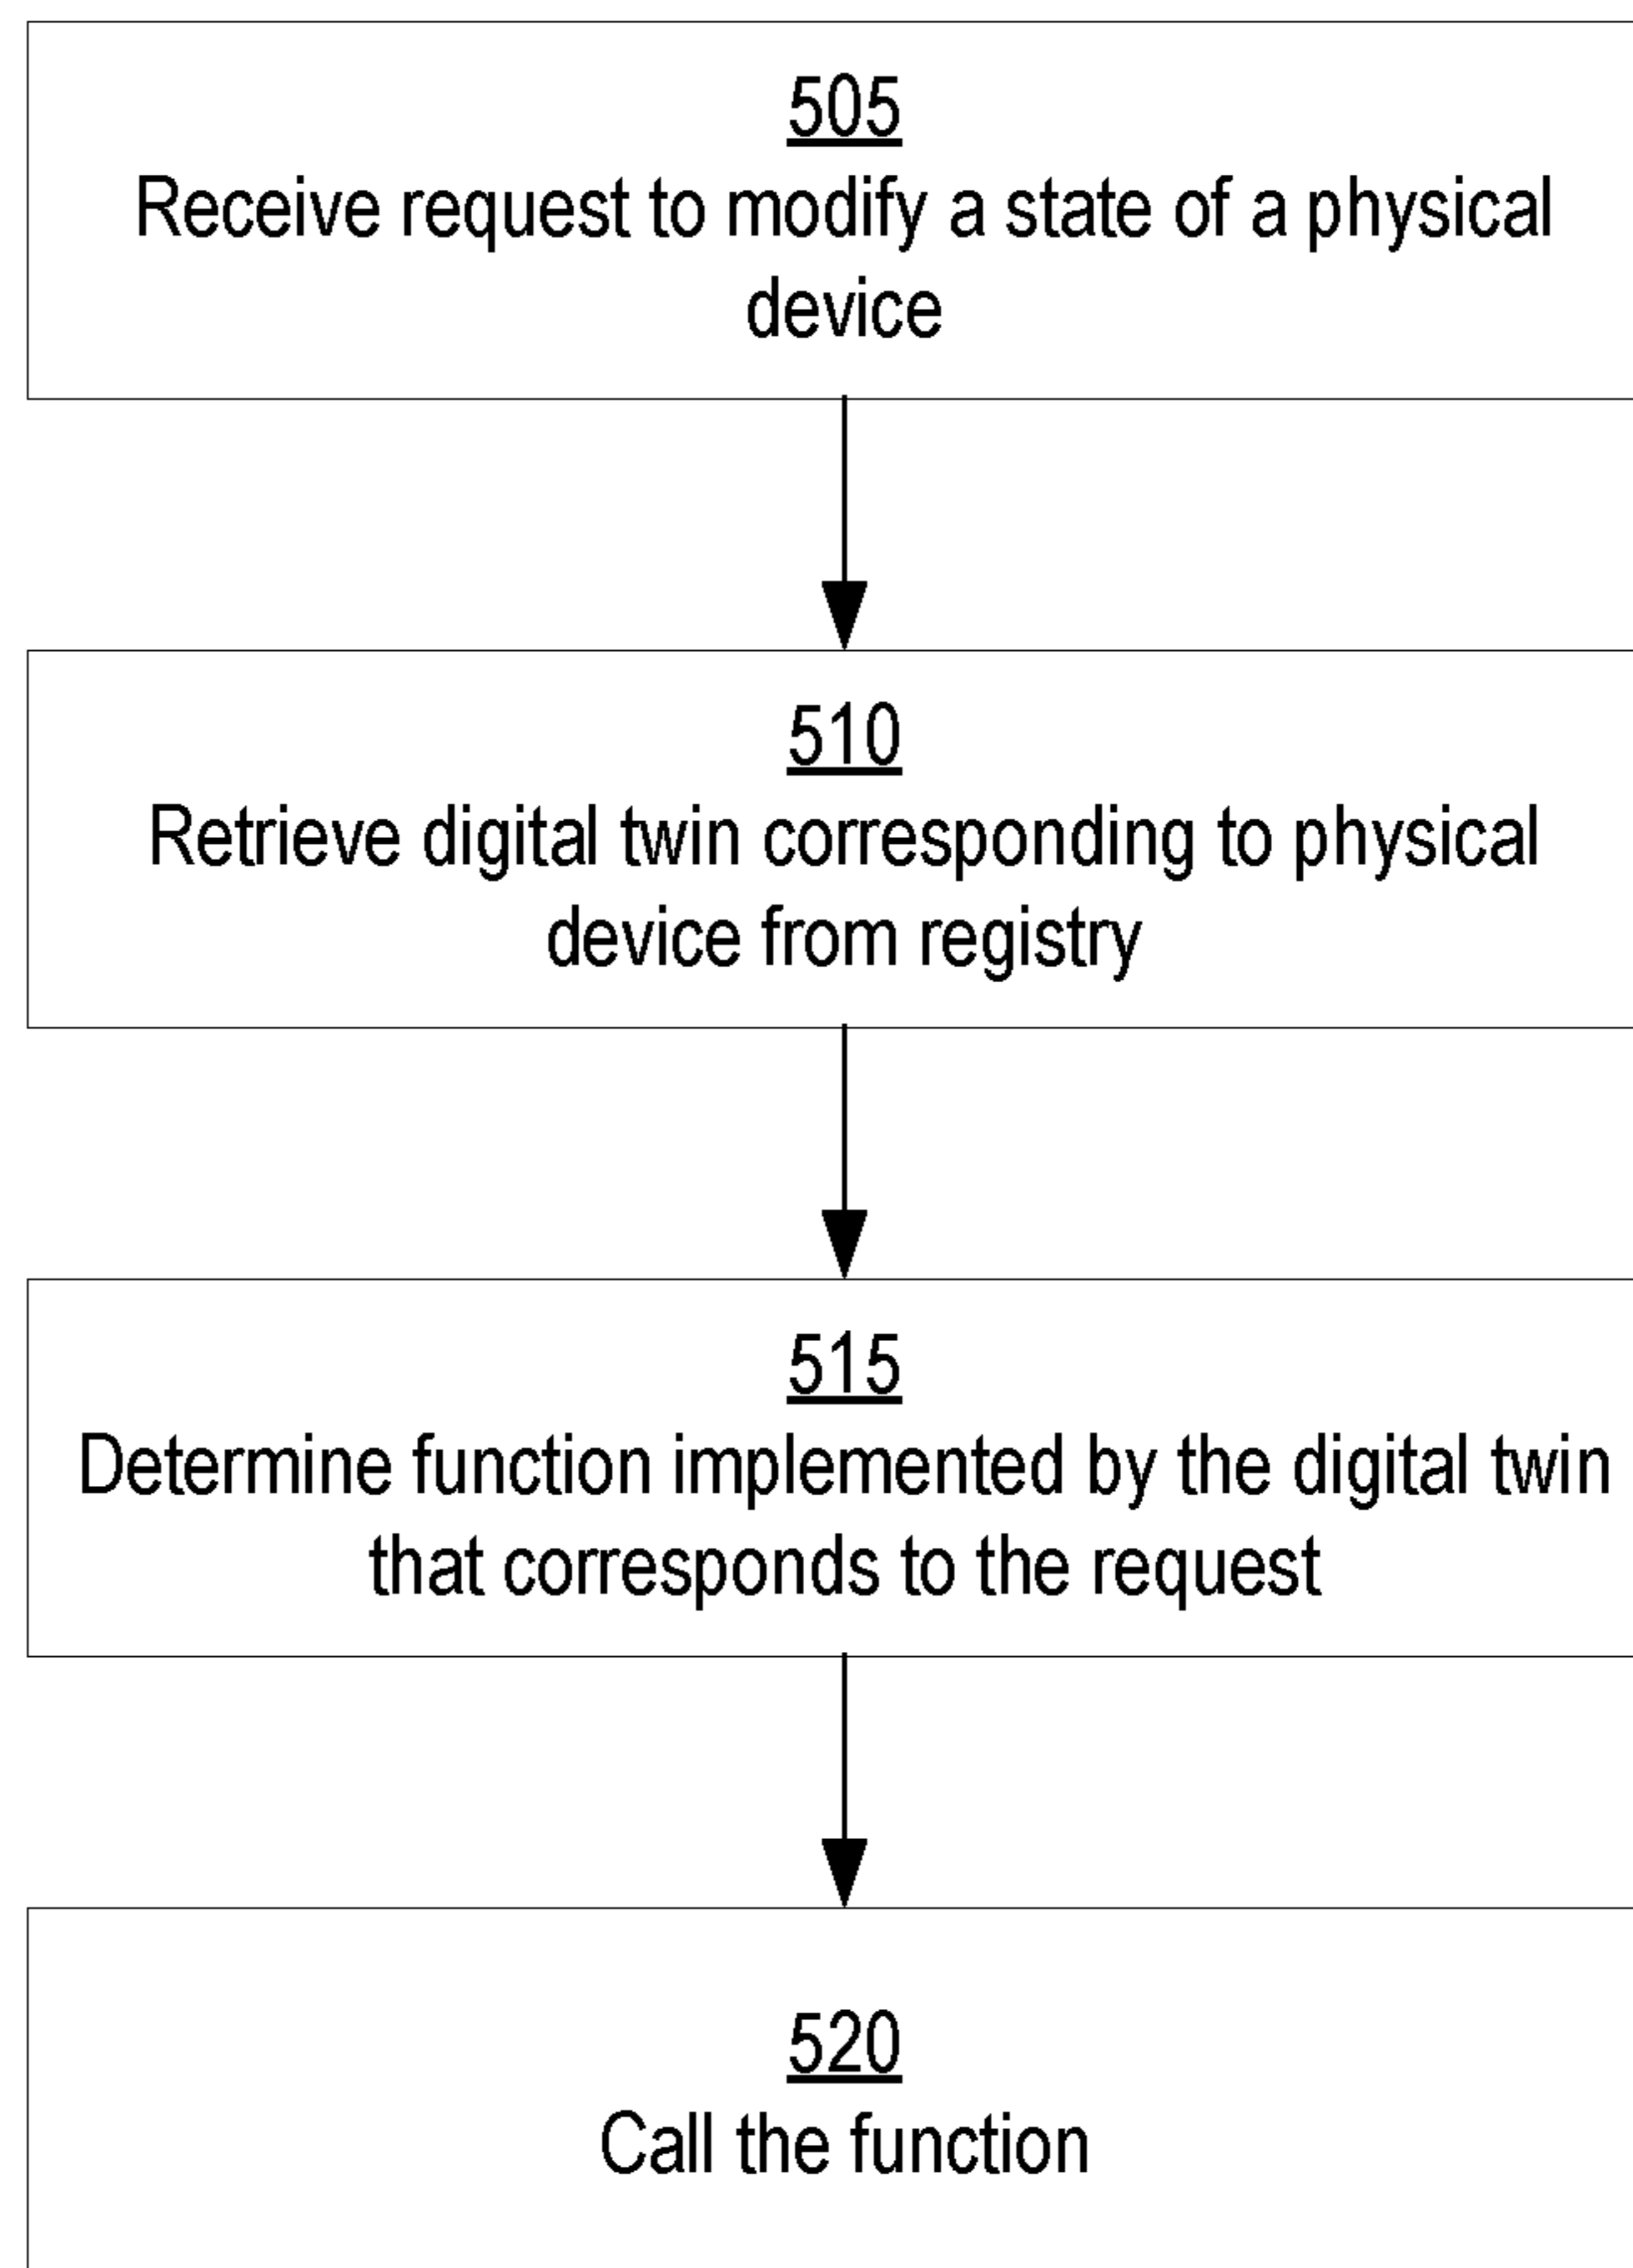 505
Receive request to modify a state of a physical
device
510
Retrieve digital twin corresponding to physical
device from registry
515
Determine function implemented by the digital twin
that corresponds to the request
520
Call the function